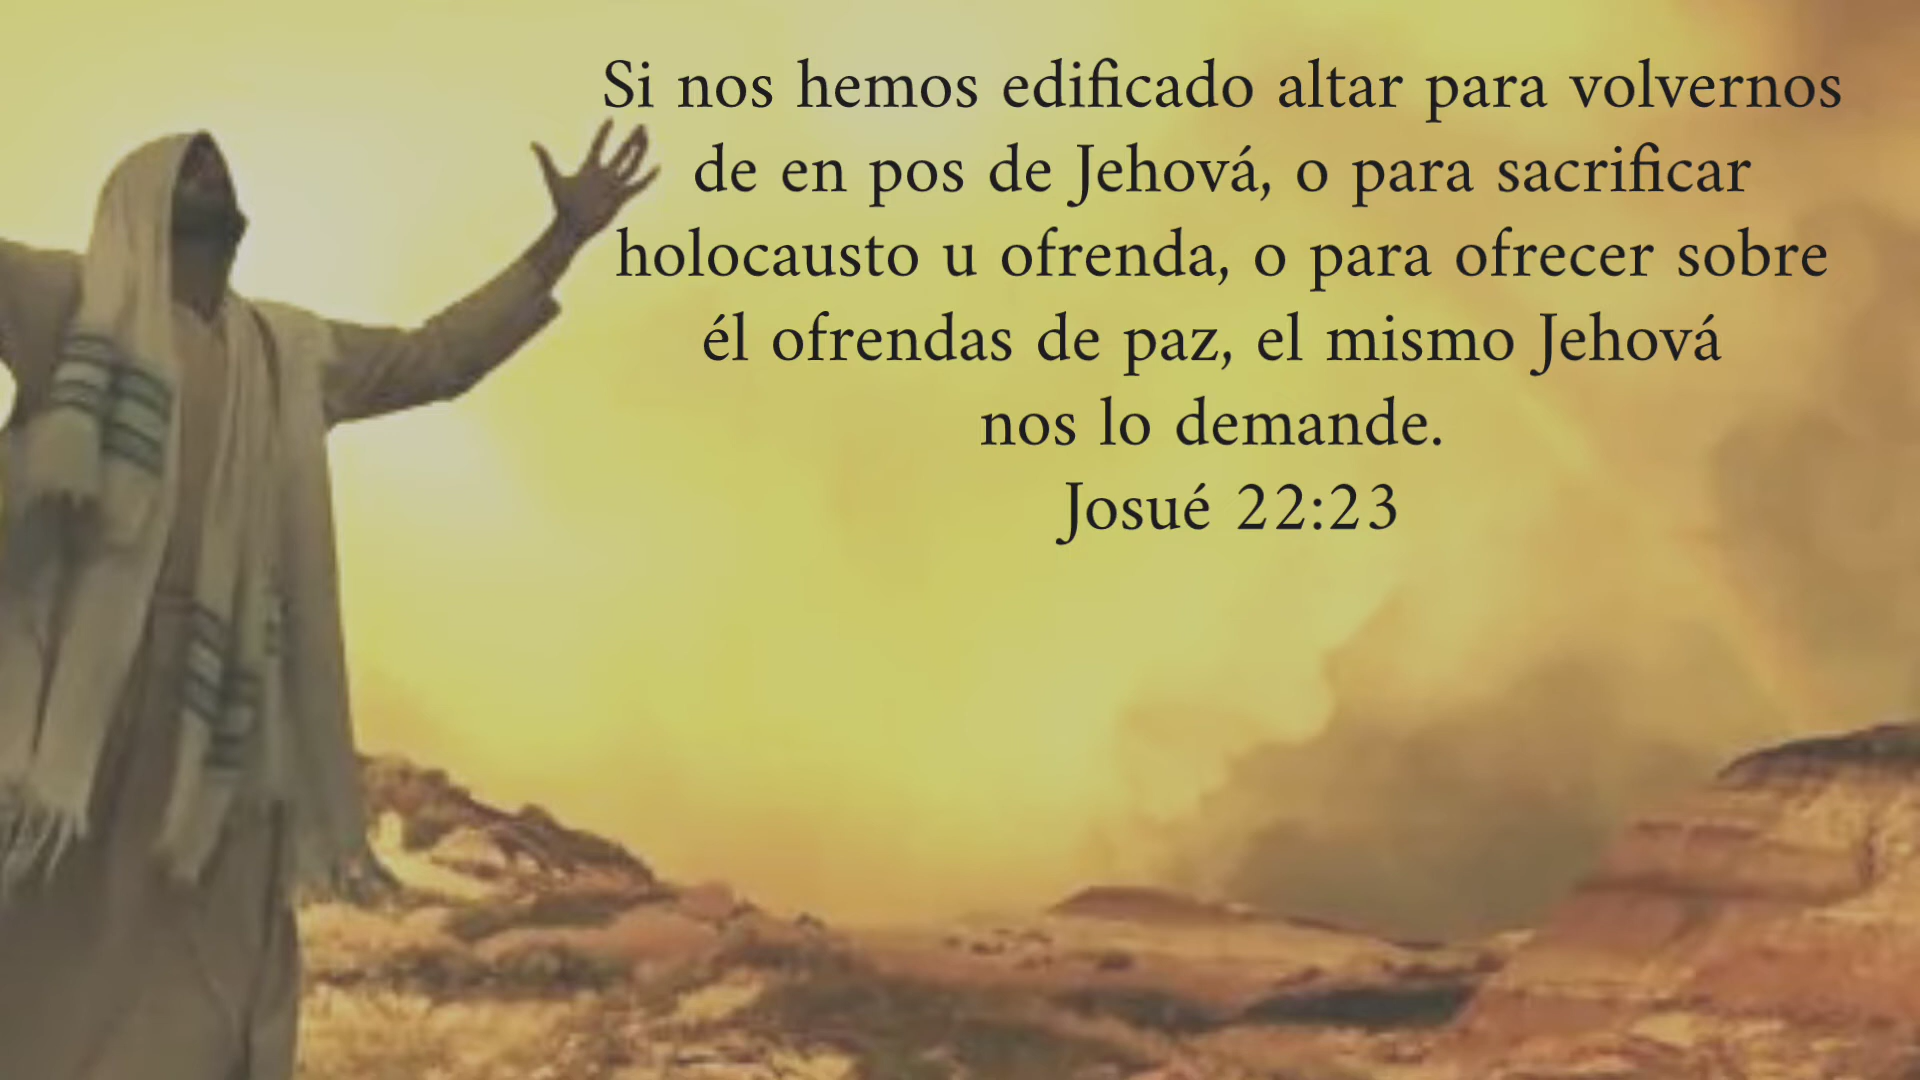 Si nos hemos edificado altar para volvernos
de en pos de Jehová, o para sacrificar
holocausto u ofrenda, o para ofrecer sobre
él ofrendas de paz, el mismo Jehová
nos lo demande.
Josué 22:23